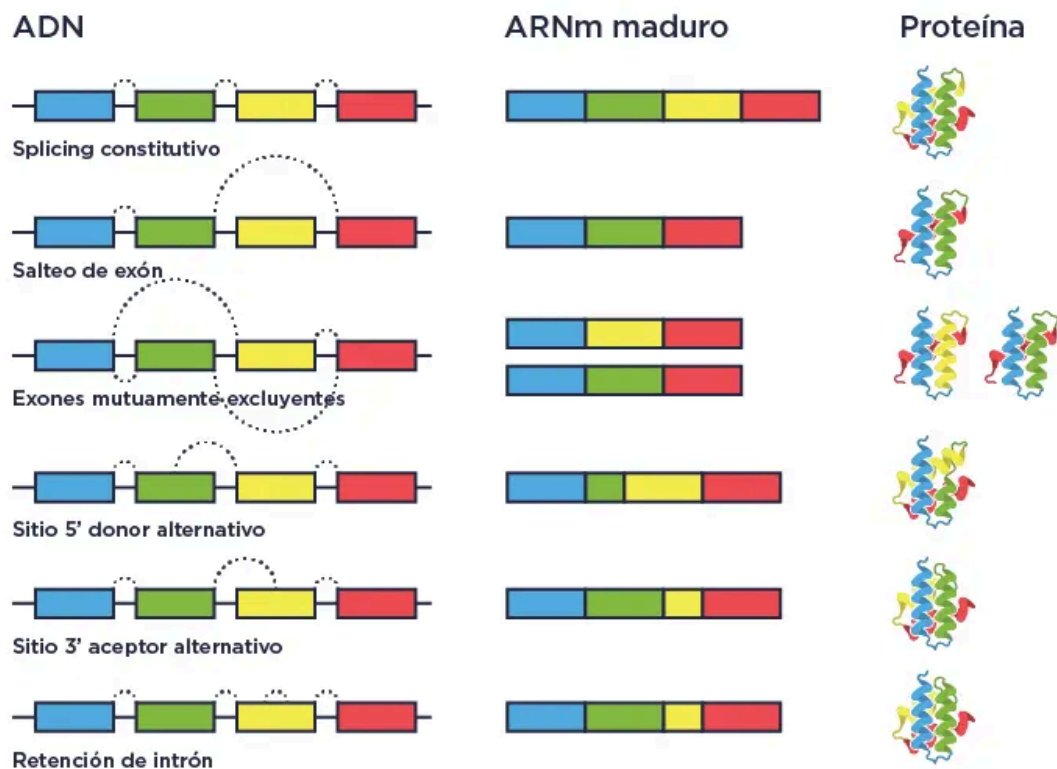 ADN ARNm maduro Proteína
Splicing constitutivo
Salteo de exón
Exones mutuamente excluyentes
Sitio 5’ donor alternativo
Sitio 3’ aceptor alternativo
Retención de intrón